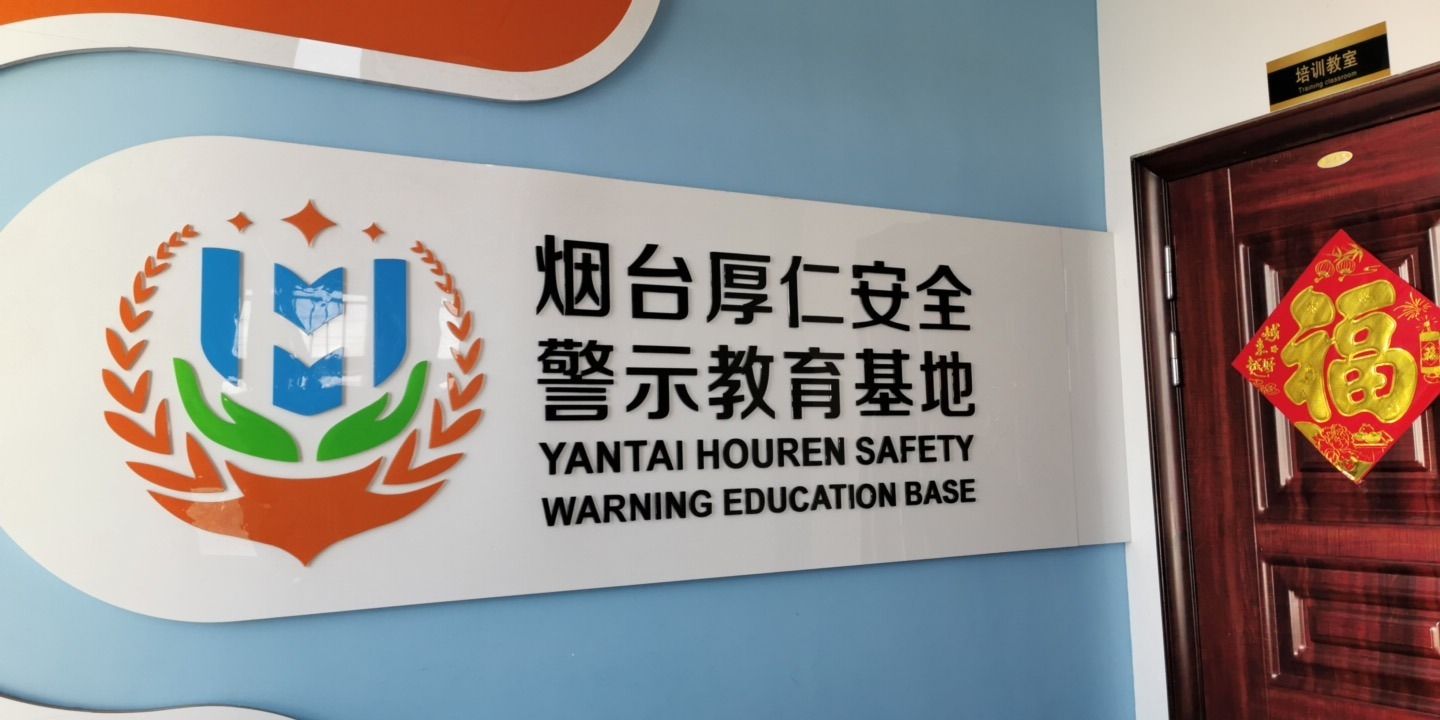 烟台厚仁安全
警示教育基地
YANTAI HOUREN SAFETY
WARNING EDUCATION BASE
培训教室
Training classroom
福